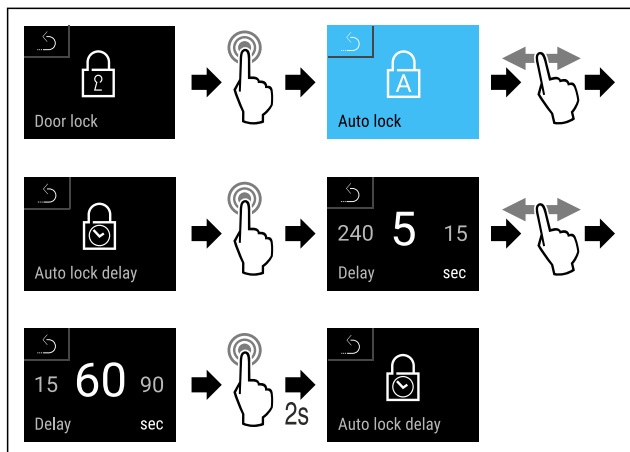 Door lock
A
Auto lock
Auto lock delay
240 5 15
Delay sec
15 60 90
Delay sec
2s
Auto lock delay